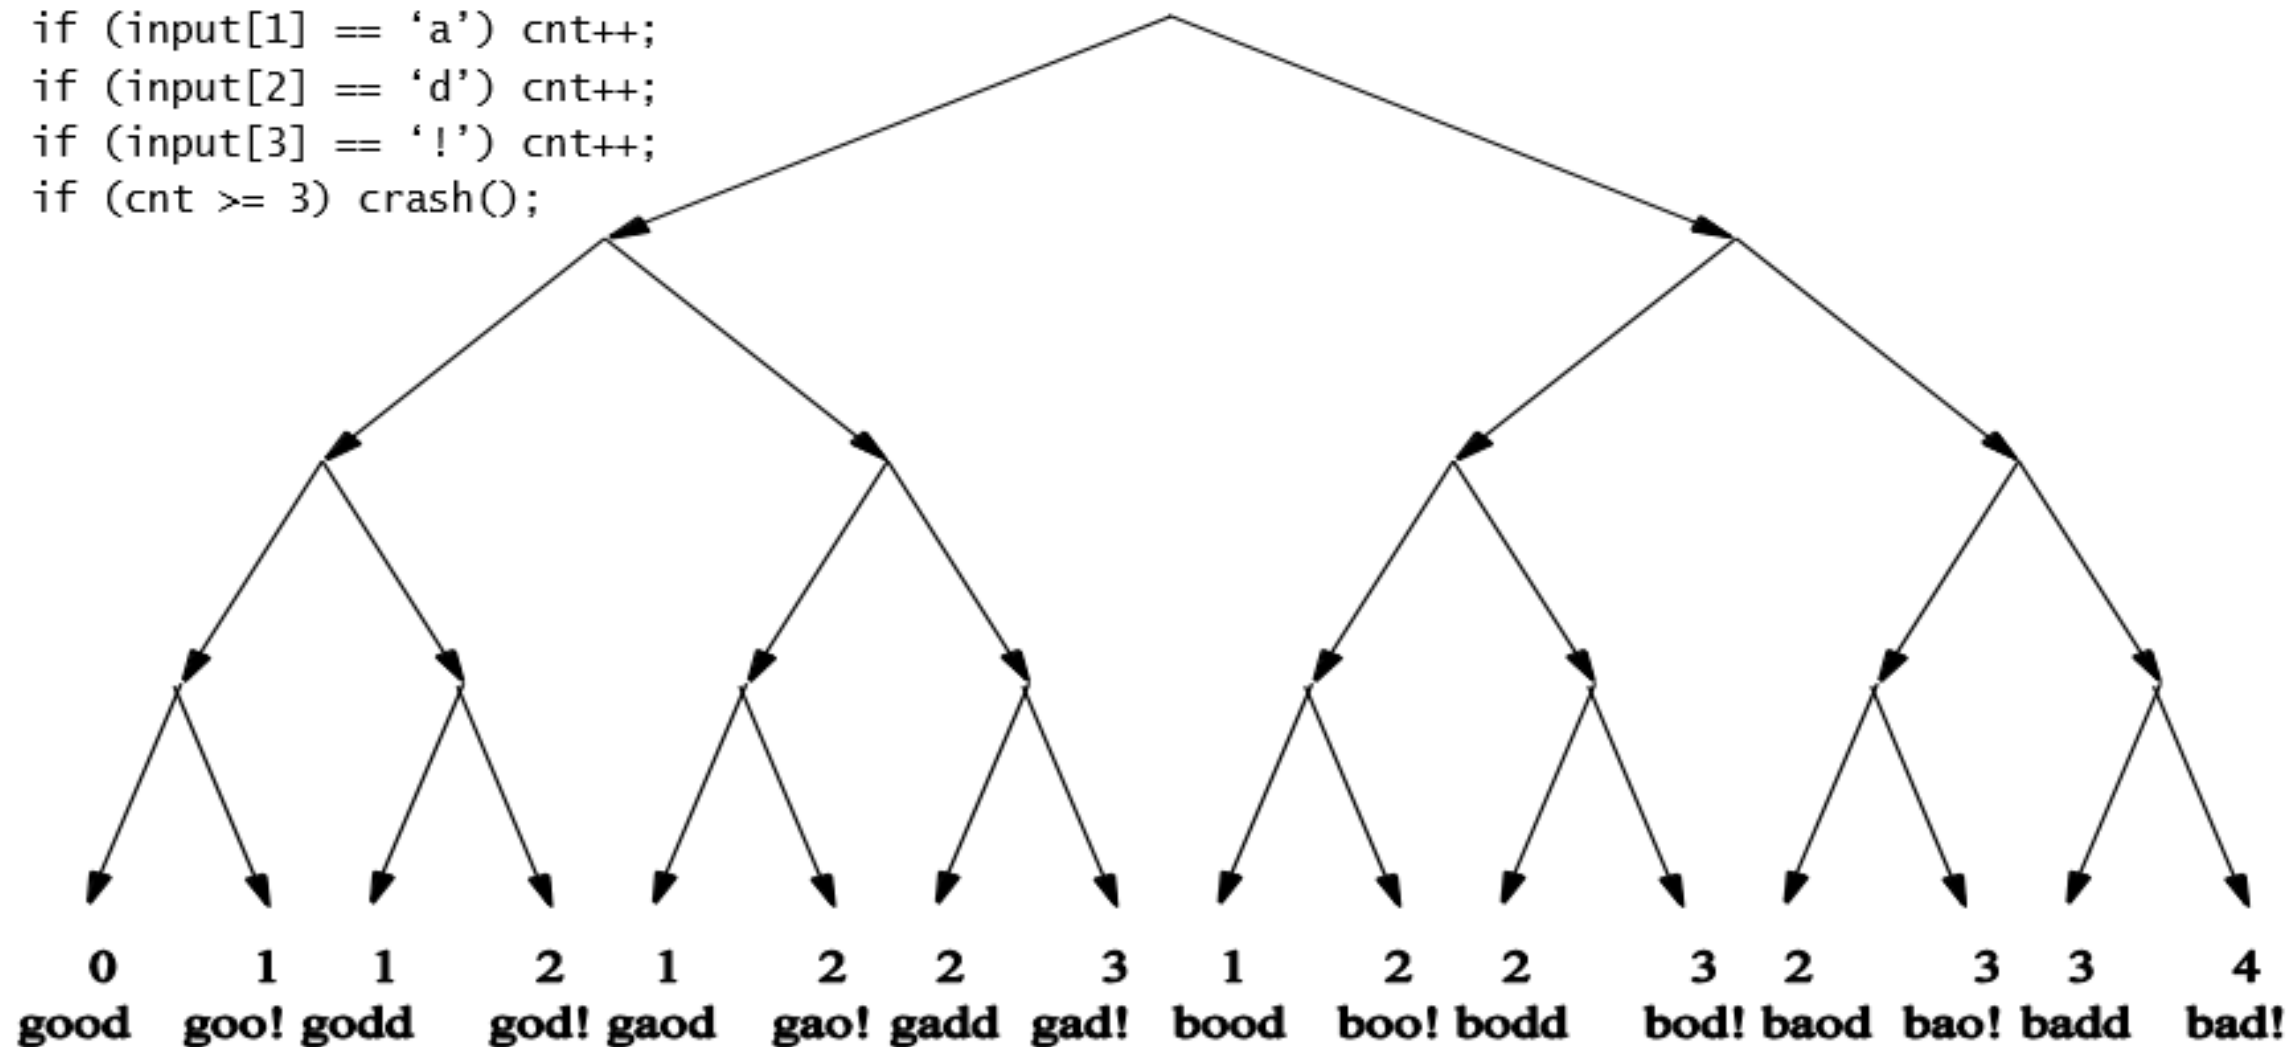 if (input[1] == ‘a’) cnt++;
if (input[2] == ‘d’) cnt++;
if (input[3] == ‘!’) cnt++;
if (cnt >= 3) crash();
0 1 1 2 1 2 2 3 1 2 2 3 2 3 3 4
good goo! godd god! gaod gao! gadd gad! bood boo! bodd bod! baod bao! badd bad!